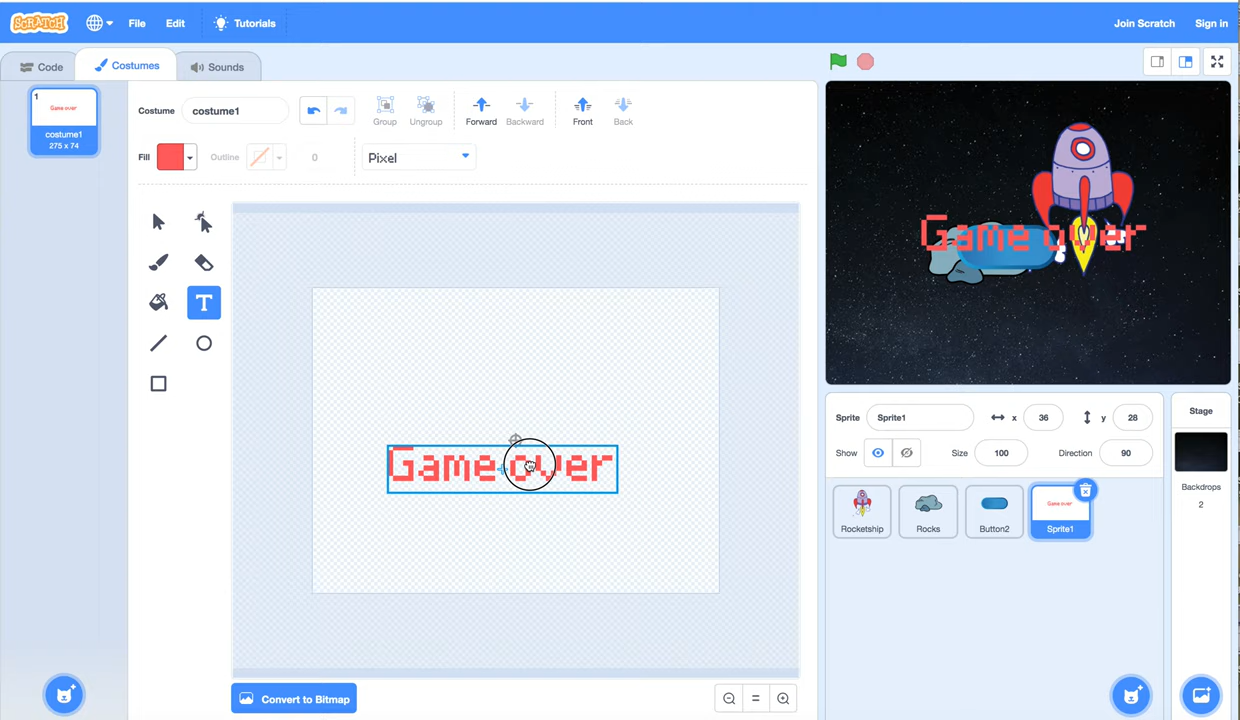 SCRATCH File Edit Tutorials Join Scratch Sign in
Code Costumes Sounds
1
Game over
costume1
275 x 74
Costume costume1 Group Ungroup Forward Backward Front Back
Fill Outline 0 Pixel
T
Game over
Convert to Bitmap
Game over
Sprite Sprite1 x 36 y 28
Show Size 100 Direction 90
Rocketship Rocks Button2 Game over Sprite1
Stage
Backdrops
2